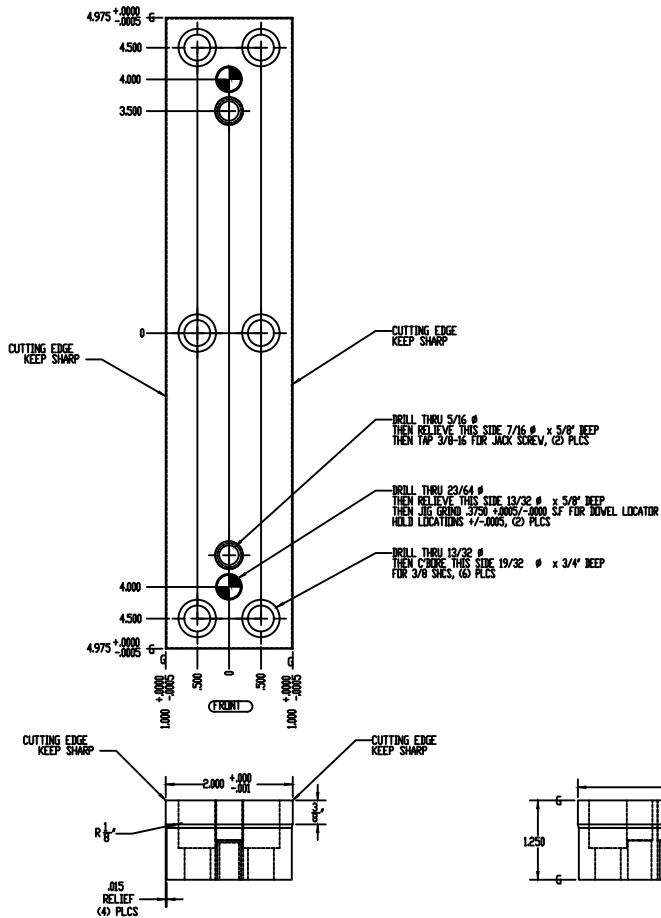 4.975 +.0000 -.0005 G
4.500
4.000
3.500
0
CUTTING EDGE
KEEP SHARP
CUTTING EDGE
KEEP SHARP
DRILL THRU 5/16 ø
THEN RELIEVE THIS SIDE 7/16 ø x 5/8" DEEP
THEN TAP 3/8-16 FOR JACK SCREW, (2) PLCS
DRILL THRU 23/64 ø
THEN RELIEVE THIS SIDE 13/32 ø x 5/8" DEEP
THEN JIG GRIND .3750 +.0005/-.0000 S.F FOR DOWEL LOCATOR
HOLD LOCATIONS +/-.0005, (2) PLCS
DRILL THRU 13/32 ø
THEN C'BORE THIS SIDE 19/32 ø x 3/4" DEEP
FOR 3/8 SHCS, (6) PLCS
4.000
4.500
4.975 +.0000 -.0005 G
G G
1.000 +.0000 -.0005
.500
0
.500
1.000 +.0000 -.0005
FRONT
CUTTING EDGE
KEEP SHARP
CUTTING EDGE
KEEP SHARP
2.000 +.000 -.001
3/8"
R 1/8"
.015
RELIEF
(4) PLCS
G
1.250
G